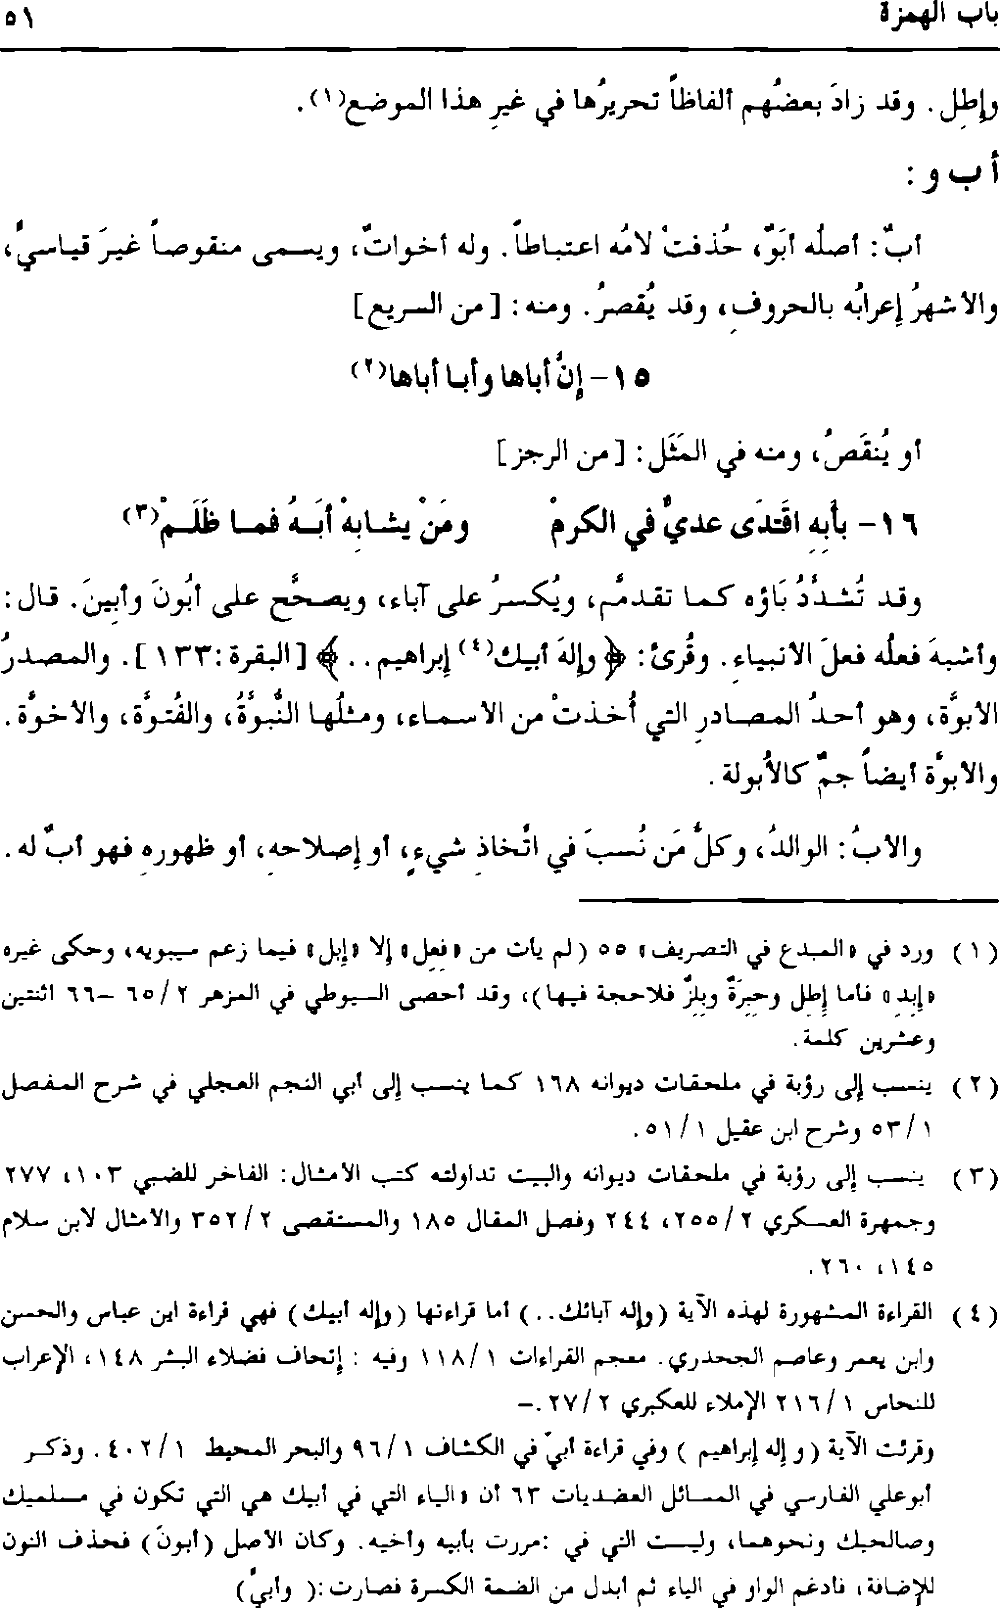 باب الهمزة ٥١
وإطِل. وقد زادَ بعضُهم ألفاظاً تحريرُها في غيرِ هذا الموضع(١).
أ ب و :
أبٌ: أصلُه أبَوٌ، حُذفتْ لامُه اعتباطاً. وله أخواتٌ، ويسمى منقوصاً غيرَ قياسيٍّ،
والأشهرُ إعرابُه بالحروفِ، وقد يُقصرُ. ومنه: [من السريع]
١٥- إنَّ أباها وأبا أباها(٢)
أو يُنقَصُ، ومنه في المَثَل: [من الرجز]
١٦- بأَبِهِ اقتَدَى عديٌّ في الكرمْ ومَنْ يشابِهْ أبَهُ فما ظَلَمْ(٣)
وقد تُشدَّدُ بَاؤه كما تقدمَّ، ويُكسرُ على آباء، ويصحَّح على أبُونَ وأبِينَ. قال:
وأشبهَ فعلُه فعلَ الأنبياءِ. وقُرئ: ﴿وإلهَ أبيك(٤) إبراهيم..﴾ [البقرة:١٣٣]. والمصدرُ
الأبوَّة، وهو أحدُ المصادرِ التي أُخذتْ من الأسماء، ومثلُها النُّبوَّةُ، والفُتوَّة، والأخوَّة.
والأبوَّة أيضاً جمعٌ كالأُبولة.
والأبُ: الوالدُ، وكلُّ مَن نُسبَ في اتَّخاذِ شيءٍ، أو إصلاحهِ، أو ظهورهِ فهو أبٌ له.
(١) ورد في «المبدع في التصريف» ٥٥ (لم يأت من «فِعِل» إلا «إبل» فيما زعم سيبويه، وحكى غيره
«إبِد» فأما إطِل وحبِرَةٌ وبِلِزٌ فلاحجة فيها)، وقد أحصى السيوطي في المزهر ٢/ ٦٥ -٦٦ اثنتين
وعشرين كلمة.
(٢) ينسب إلى رؤبة في ملحقات ديوانه ١٦٨ كما ينسب إلى أبي النجم العجلي في شرح المفصل
١/ ٥٣ وشرح ابن عقيل ١/ ٥١.
(٣) ينسب إلى رؤبة في ملحقات ديوانه والبيت تداولته كتب الأمثال: الفاخر للضبي ١٠٣، ٢٧٧
وجمهرة العسكري ٢/ ٢٥٥، ٢٤٤ وفصل المقال ١٨٥ والمستقصى ٢/ ٣٥٢ والأمثال لابن سلام
١٤٥، ٢٦٠.
(٤) القراءة المشهورة لهذه الآية (وإله آبائك..) أما قراءتها (وإله أبيك) فهي قراءة ابن عباس والحسن
وابن يعمر وعاصم الجحدري. معجم القراءات ١/ ١١٨ وفيه : إتحاف فضلاء البشر ١٤٨، الإعراب
للنحاس ١/ ٢١٦ الإملاء للعكبري ٢/ ٢٧.-
وقرئت الآية (و إله إبراهيم ) وفي قراءة أبيّ في الكشاف ١/ ٩٦ والبحر المحيط ١/ ٤٠٢. وذكر
أبوعلي الفارسي في المسائل العضديات ٦٣ أن «الياء التي في أبيك هي التي تكون في مسلميك
وصالحيك ونحوهما، وليست التي في :مررت بأبيه وأخيه. وكان الأصل (أبونَ) فحذف النون
للإضافة، فأدغم الواو في الياء ثم أبدل من الضمة الكسرة فصارت :( وأبيَّ)